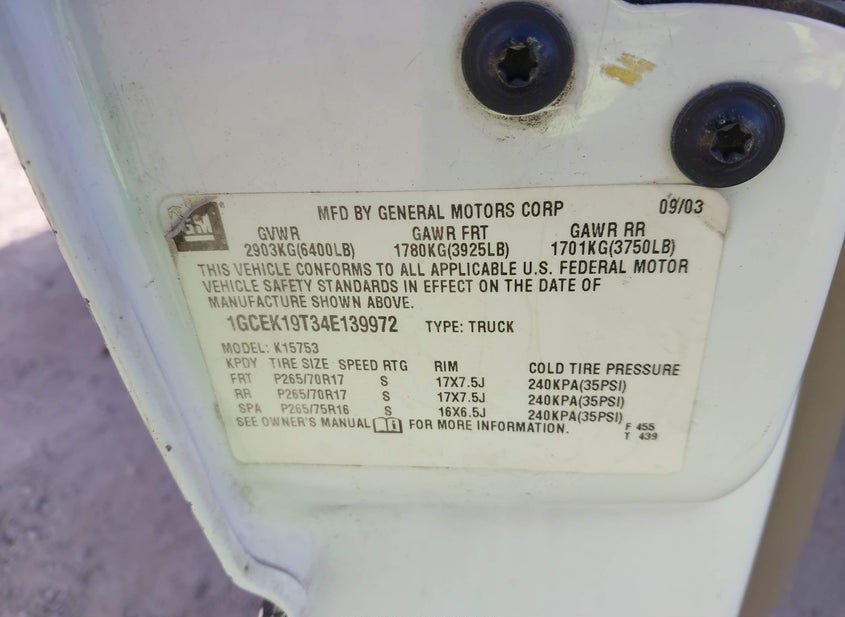 GM
MFD BY GENERAL MOTORS CORP 09/03
GVWR GAWR FRT GAWR RR
2903KG(6400LB) 1780KG(3925LB) 1701KG(3750LB)
THIS VEHICLE CONFORMS TO ALL APPLICABLE U.S. FEDERAL MOTOR
VEHICLE SAFETY STANDARDS IN EFFECT ON THE DATE OF
MANUFACTURE SHOWN ABOVE.
1GCEK19T34E139972 TYPE: TRUCK
MODEL: K15753
KPDY TIRE SIZE SPEED RTG RIM COLD TIRE PRESSURE
FRT P265/70R17 S 17X7.5J 240KPA(35PSI)
RR P265/70R17 S 17X7.5J 240KPA(35PSI)
SPA P265/75R16 S 16X6.5J 240KPA(35PSI)
SEE OWNER'S MANUAL FOR MORE INFORMATION. F 455
T 439